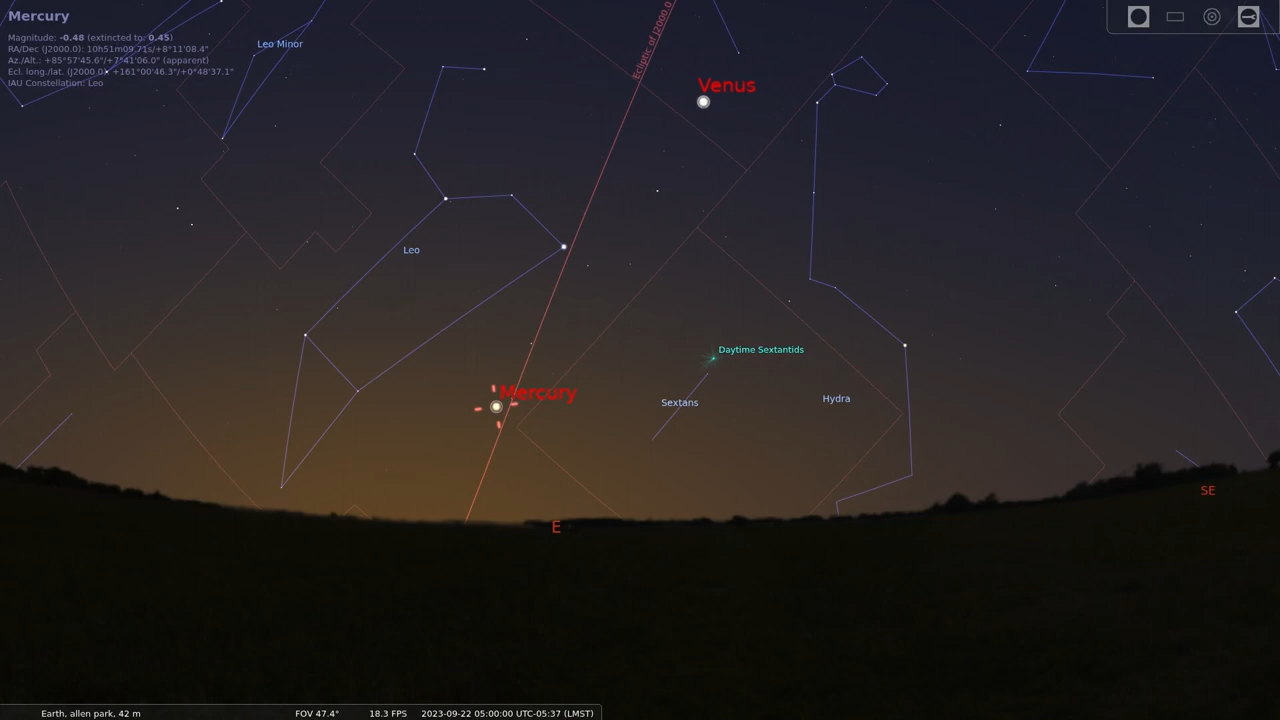 Mercury
Magnitude: -0.48 (extincted to: 0.45)
RA/Dec (J2000.0): 10h51m09.71s/+8°11'08.4"
Az./Alt.: +85°57'45.6"/+7°41'06.0" (apparent)
Ecl. long./lat. (J2000.0): +161°00'46.3"/+0°48'37.1"
IAU Constellation: Leo
Leo Minor
Ecliptic of J2000.0
Venus
Leo
Daytime Sextantids
Mercury
Sextans
Hydra
SE
E
Earth, allen park, 42 m FOV 47.4° 18.3 FPS 2023-09-22 05:00:00 UTC-05:37 (LMST)